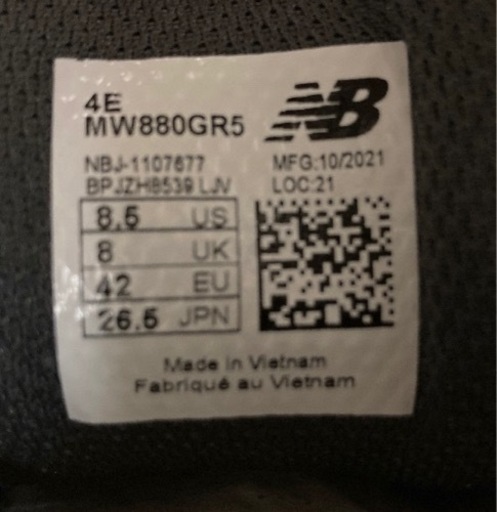 4E
MW880GR5
NB
NBJ-1107677
BPJZH8539 LJV
MFG:10/2021
LOC:21
8.5 US
8 UK
42 EU
26.5 JPN
Made in Vietnam
Fabriqué au Vietnam